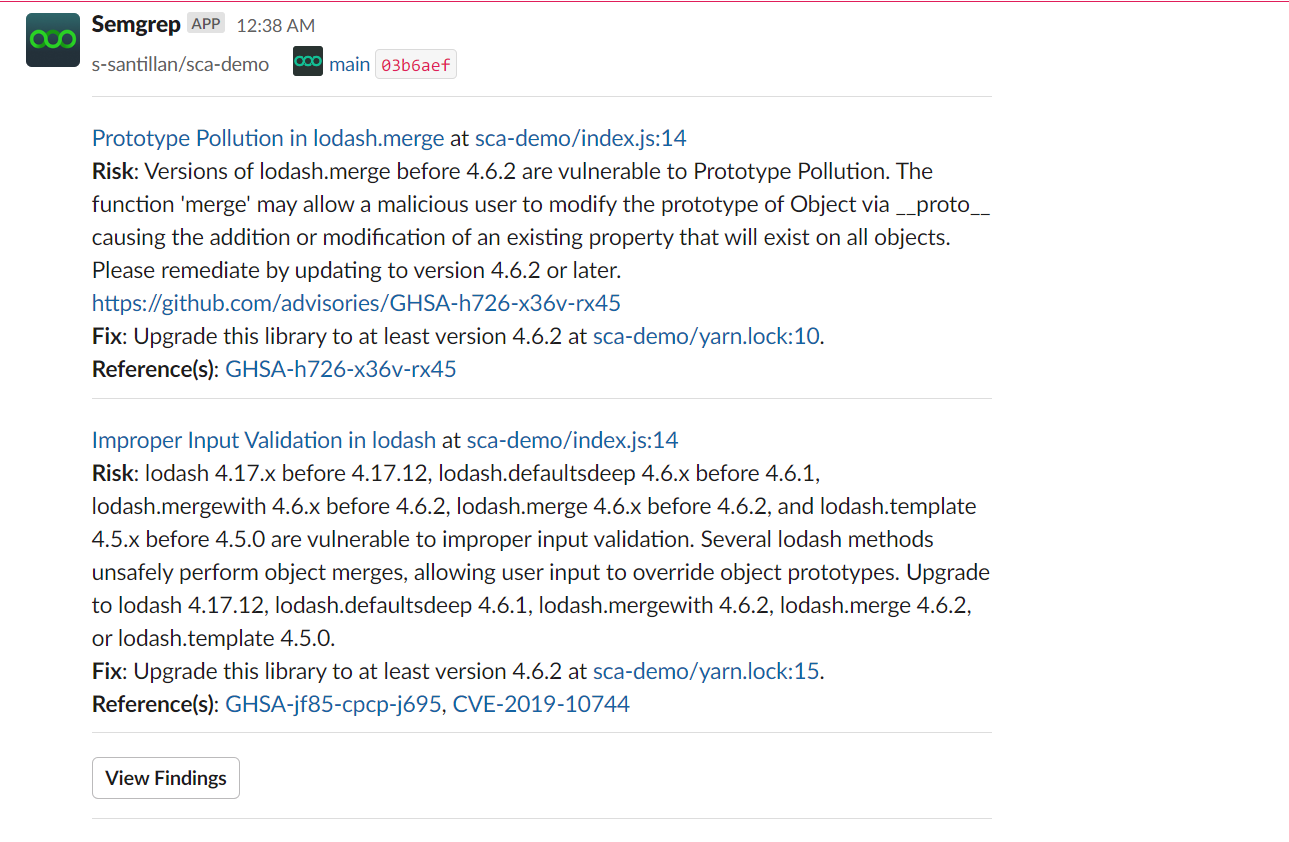 Semgrep APP 12:38 AM
s-santillan/sca-demo main 03b6aef
Prototype Pollution in lodash.merge at sca-demo/index.js:14
Risk: Versions of lodash.merge before 4.6.2 are vulnerable to Prototype Pollution. The
function 'merge' may allow a malicious user to modify the prototype of Object via __proto__
causing the addition or modification of an existing property that will exist on all objects.
Please remediate by updating to version 4.6.2 or later.
https://github.com/advisories/GHSA-h726-x36v-rx45
Fix: Upgrade this library to at least version 4.6.2 at sca-demo/yarn.lock:10.
Reference(s): GHSA-h726-x36v-rx45
Improper Input Validation in lodash at sca-demo/index.js:14
Risk: lodash 4.17.x before 4.17.12, lodash.defaultsdeep 4.6.x before 4.6.1,
lodash.mergewith 4.6.x before 4.6.2, lodash.merge 4.6.x before 4.6.2, and lodash.template
4.5.x before 4.5.0 are vulnerable to improper input validation. Several lodash methods
unsafely perform object merges, allowing user input to override object prototypes. Upgrade
to lodash 4.17.12, lodash.defaultsdeep 4.6.1, lodash.mergewith 4.6.2, lodash.merge 4.6.2,
or lodash.template 4.5.0.
Fix: Upgrade this library to at least version 4.6.2 at sca-demo/yarn.lock:15.
Reference(s): GHSA-jf85-cpcp-j695, CVE-2019-10744
View Findings